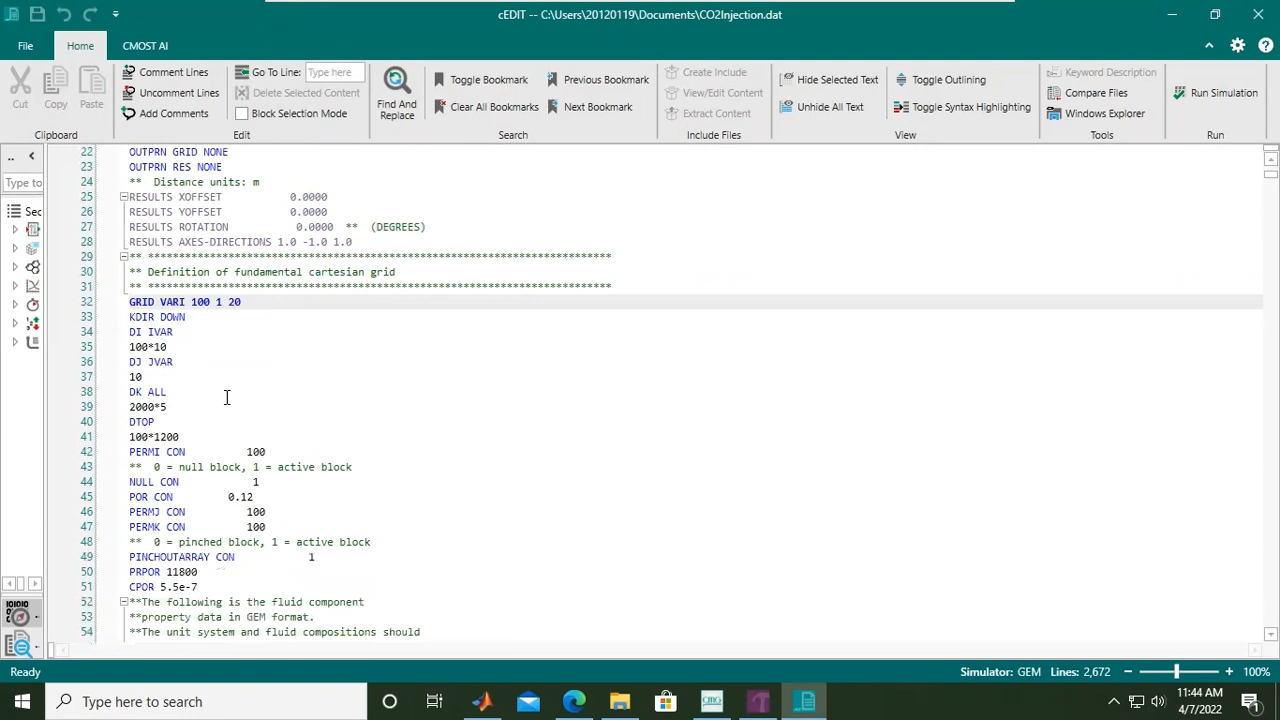 cEDIT — C:\Users\20120119\Documents\CO2Injection.dat
File Home CMOST AI
Cut Copy Paste
Clipboard
Comment Lines
Uncomment Lines
Add Comments
Go To Line: Type here
Delete Selected Content
Block Selection Mode
Edit
Find And Replace
Toggle Bookmark
Clear All Bookmarks
Previous Bookmark
Next Bookmark
Search
Create Include
View/Edit Content
Extract Content
Include Files
Hide Selected Text
Unhide All Text
Toggle Outlining
Toggle Syntax Highlighting
View
Keyword Description
Compare Files
Windows Explorer
Tools
Run Simulation
Run
Type to
Sec
22 OUTPRN GRID NONE
23 OUTPRN RES NONE
24 ** Distance units: m
25 RESULTS XOFFSET 0.0000
26 RESULTS YOFFSET 0.0000
27 RESULTS ROTATION 0.0000 ** (DEGREES)
28 RESULTS AXES-DIRECTIONS 1.0 -1.0 1.0
29 ** ***************************************************************************
30 ** Definition of fundamental cartesian grid
31 ** ***************************************************************************
32 GRID VARI 100 1 20
33 KDIR DOWN
34 DI IVAR
35 100*10
36 DJ JVAR
37 10
38 DK ALL
39 2000*5
40 DTOP
41 100*1200
42 PERMI CON 100
43 ** 0 = null block, 1 = active block
44 NULL CON 1
45 POR CON 0.12
46 PERMJ CON 100
47 PERMK CON 100
48 ** 0 = pinched block, 1 = active block
49 PINCHOUTARRAY CON 1
50 PRPOR 11800
51 CPOR 5.5e-7
52 **The following is the fluid component
53 **property data in GEM format.
54 **The unit system and fluid compositions should
Ready
Simulator: GEM Lines: 2,672 100%
Type here to search
11:44 AM
4/7/2022